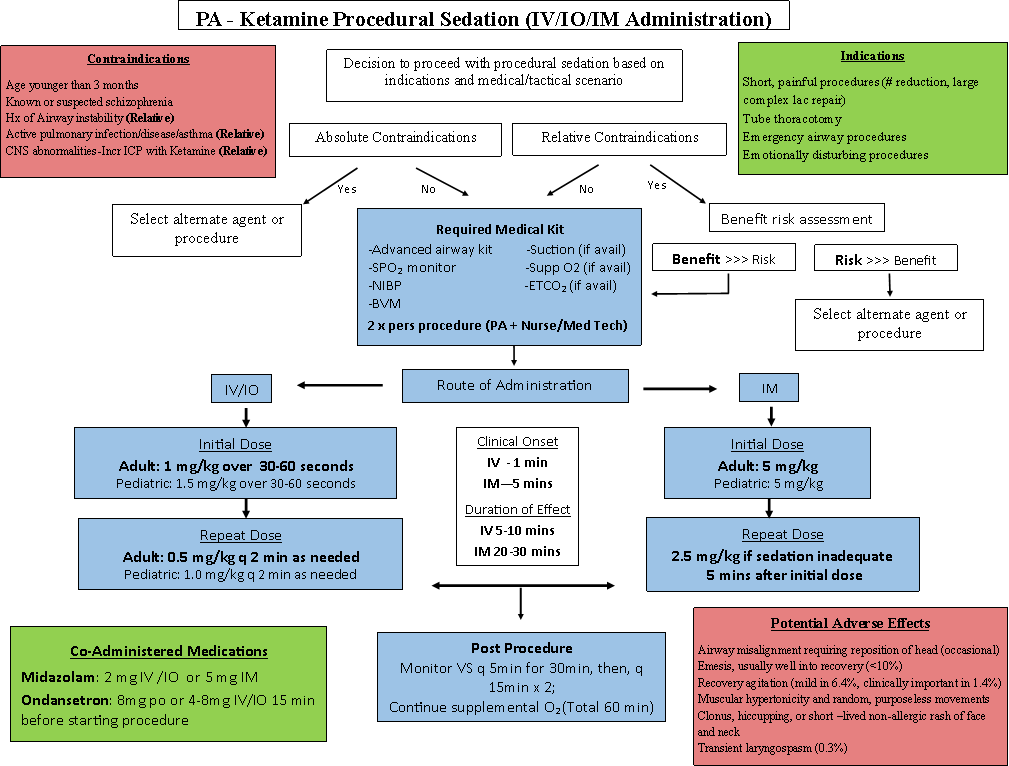 PA - Ketamine Procedural Sedation (IV/IO/IM Administration)
Contraindications
Age younger than 3 months
Known or suspected schizophrenia
Hx of Airway instability (Relative)
Active pulmonary infection/disease/asthma (Relative)
CNS abnormalities-Incr ICP with Ketamine (Relative)
Decision to proceed with procedural sedation based on
indications and medical/tactical scenario
Indications
Short, painful procedures (# reduction, large
complex lac repair)
Tube thoracotomy
Emergency airway procedures
Emotionally disturbing procedures
Absolute Contraindications
Relative Contraindications
Yes
No
No
Yes
Select alternate agent or
procedure
Benefit risk assessment
Required Medical Kit
-Advanced airway kit
-SPO₂ monitor
-NIBP
-BVM
-Suction (if avail)
-Supp O2 (if avail)
-ETCO₂ (if avail)
2 x pers procedure (PA + Nurse/Med Tech)
Benefit >>> Risk
Risk >>> Benefit
Select alternate agent or
procedure
Route of Administration
IV/IO
IM
Initial Dose
Adult: 1 mg/kg over 30-60 seconds
Pediatric: 1.5 mg/kg over 30-60 seconds
Clinical Onset
IV - 1 min
IM—5 mins
Duration of Effect
IV 5-10 mins
IM 20-30 mins
Initial Dose
Adult: 5 mg/kg
Pediatric: 5 mg/kg
Repeat Dose
Adult: 0.5 mg/kg q 2 min as needed
Pediatric: 1.0 mg/kg q 2 min as needed
Repeat Dose
2.5 mg/kg if sedation inadequate
5 mins after initial dose
Co-Administered Medications
Midazolam: 2 mg IV /IO or 5 mg IM
Ondansetron: 8mg po or 4-8mg IV/IO 15 min
before starting procedure
Post Procedure
Monitor VS q 5min for 30min, then, q
15min x 2;
Continue supplemental O₂(Total 60 min)
Potential Adverse Effects
Airway misalignment requiring reposition of head (occasional)
Emesis, usually well into recovery (<10%)
Recovery agitation (mild in 6.4%, clinically important in 1.4%)
Muscular hypertonicity and random, purposeless movements
Clonus, hiccupping, or short –lived non-allergic rash of face
and neck
Transient laryngospasm (0.3%)